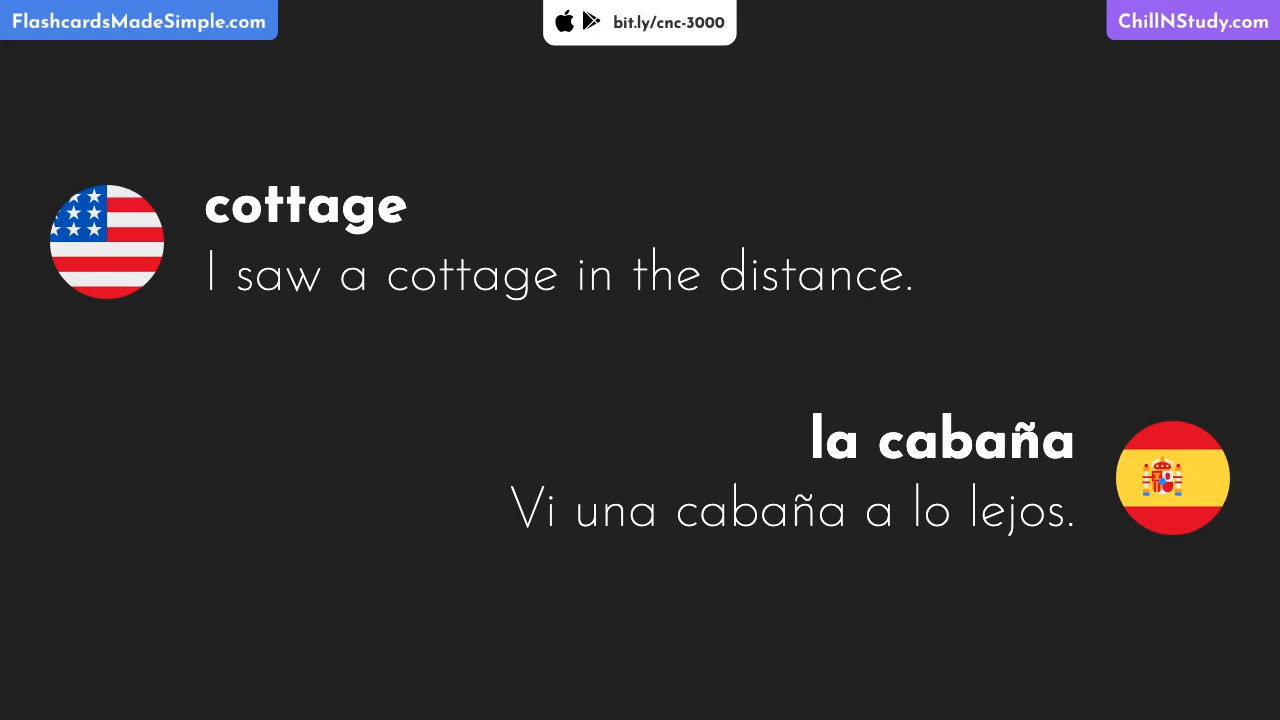 FlashcardsMadeSimple.com
bit.ly/cnc-3000
ChillNStudy.com
cottage
I saw a cottage in the distance.
la cabaña
Vi una cabaña a lo lejos.